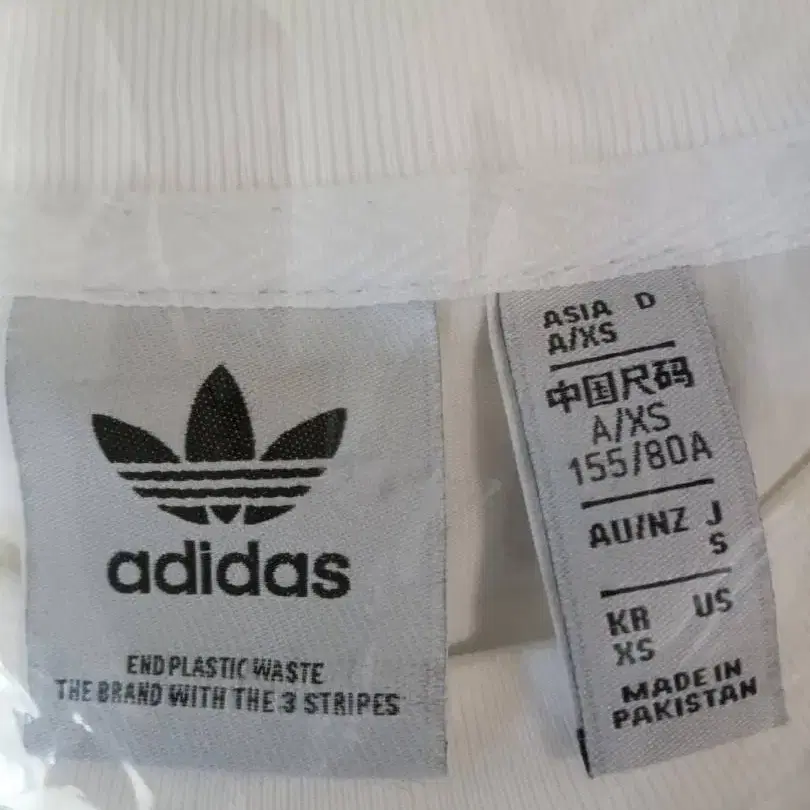 adidas
END PLASTIC WASTE
THE BRAND WITH THE 3 STRIPES
ASIA D
A/XS
中国尺码
A/XS
155/80A
AU/NZ J
S
KR US
XS
MADE IN
PAKISTAN